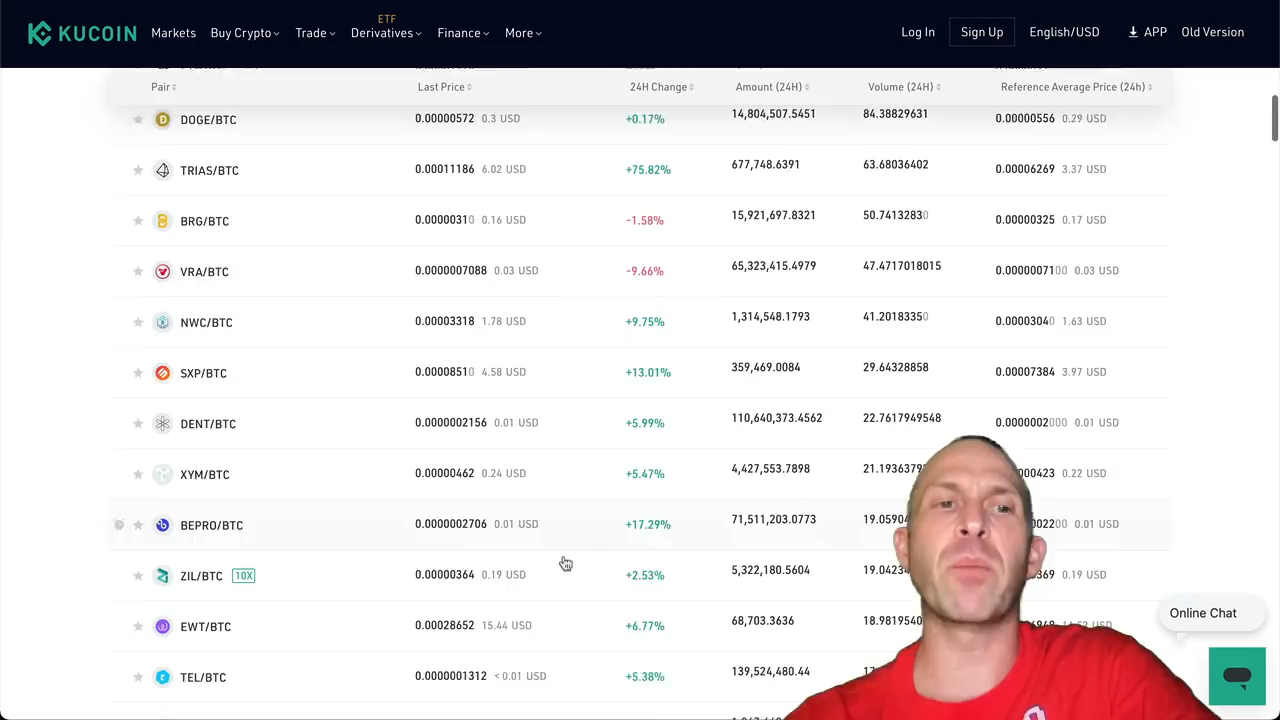 ETF
KUCOIN Markets Buy Crypto Trade Derivatives Finance More Log In Sign Up English/USD APP Old Version
Pair Last Price 24H Change Amount (24H) Volume (24H) Reference Average Price (24h)
DOGE/BTC 0.00000572 0.3 USD +0.17% 14,804,507.5451 84.38829631 0.00000556 0.29 USD
TRIAS/BTC 0.00011186 6.02 USD +75.82% 677,748.6391 63.68036402 0.00006269 3.37 USD
BRG/BTC 0.00000310 0.16 USD -1.58% 15,921,697.8321 50.74132830 0.00000325 0.17 USD
VRA/BTC 0.0000007088 0.03 USD -9.66% 65,323,415.4979 47.4717018015 0.0000007100 0.03 USD
NWC/BTC 0.00003318 1.78 USD +9.75% 1,314,548.1793 41.20183350 0.00003040 1.63 USD
SXP/BTC 0.00008510 4.58 USD +13.01% 359,469.0084 29.64328858 0.00007384 3.97 USD
DENT/BTC 0.0000002156 0.01 USD +5.99% 110,640,373.4562 22.7617949548 0.0000002000 0.01 USD
XYM/BTC 0.00000462 0.24 USD +5.47% 4,427,553.7898 0.22 USD
BEPRO/BTC 0.0000002706 0.01 USD +17.29% 71,511,203.0773 0.01 USD
ZIL/BTC 10X 0.00000364 0.19 USD +2.53% 5,322,180.5604 0.19 USD
EWT/BTC 0.00028652 15.44 USD +6.77% 68,703.3636
Online Chat
TEL/BTC 0.0000001312 <0.01 USD +5.38% 139,524,480.44